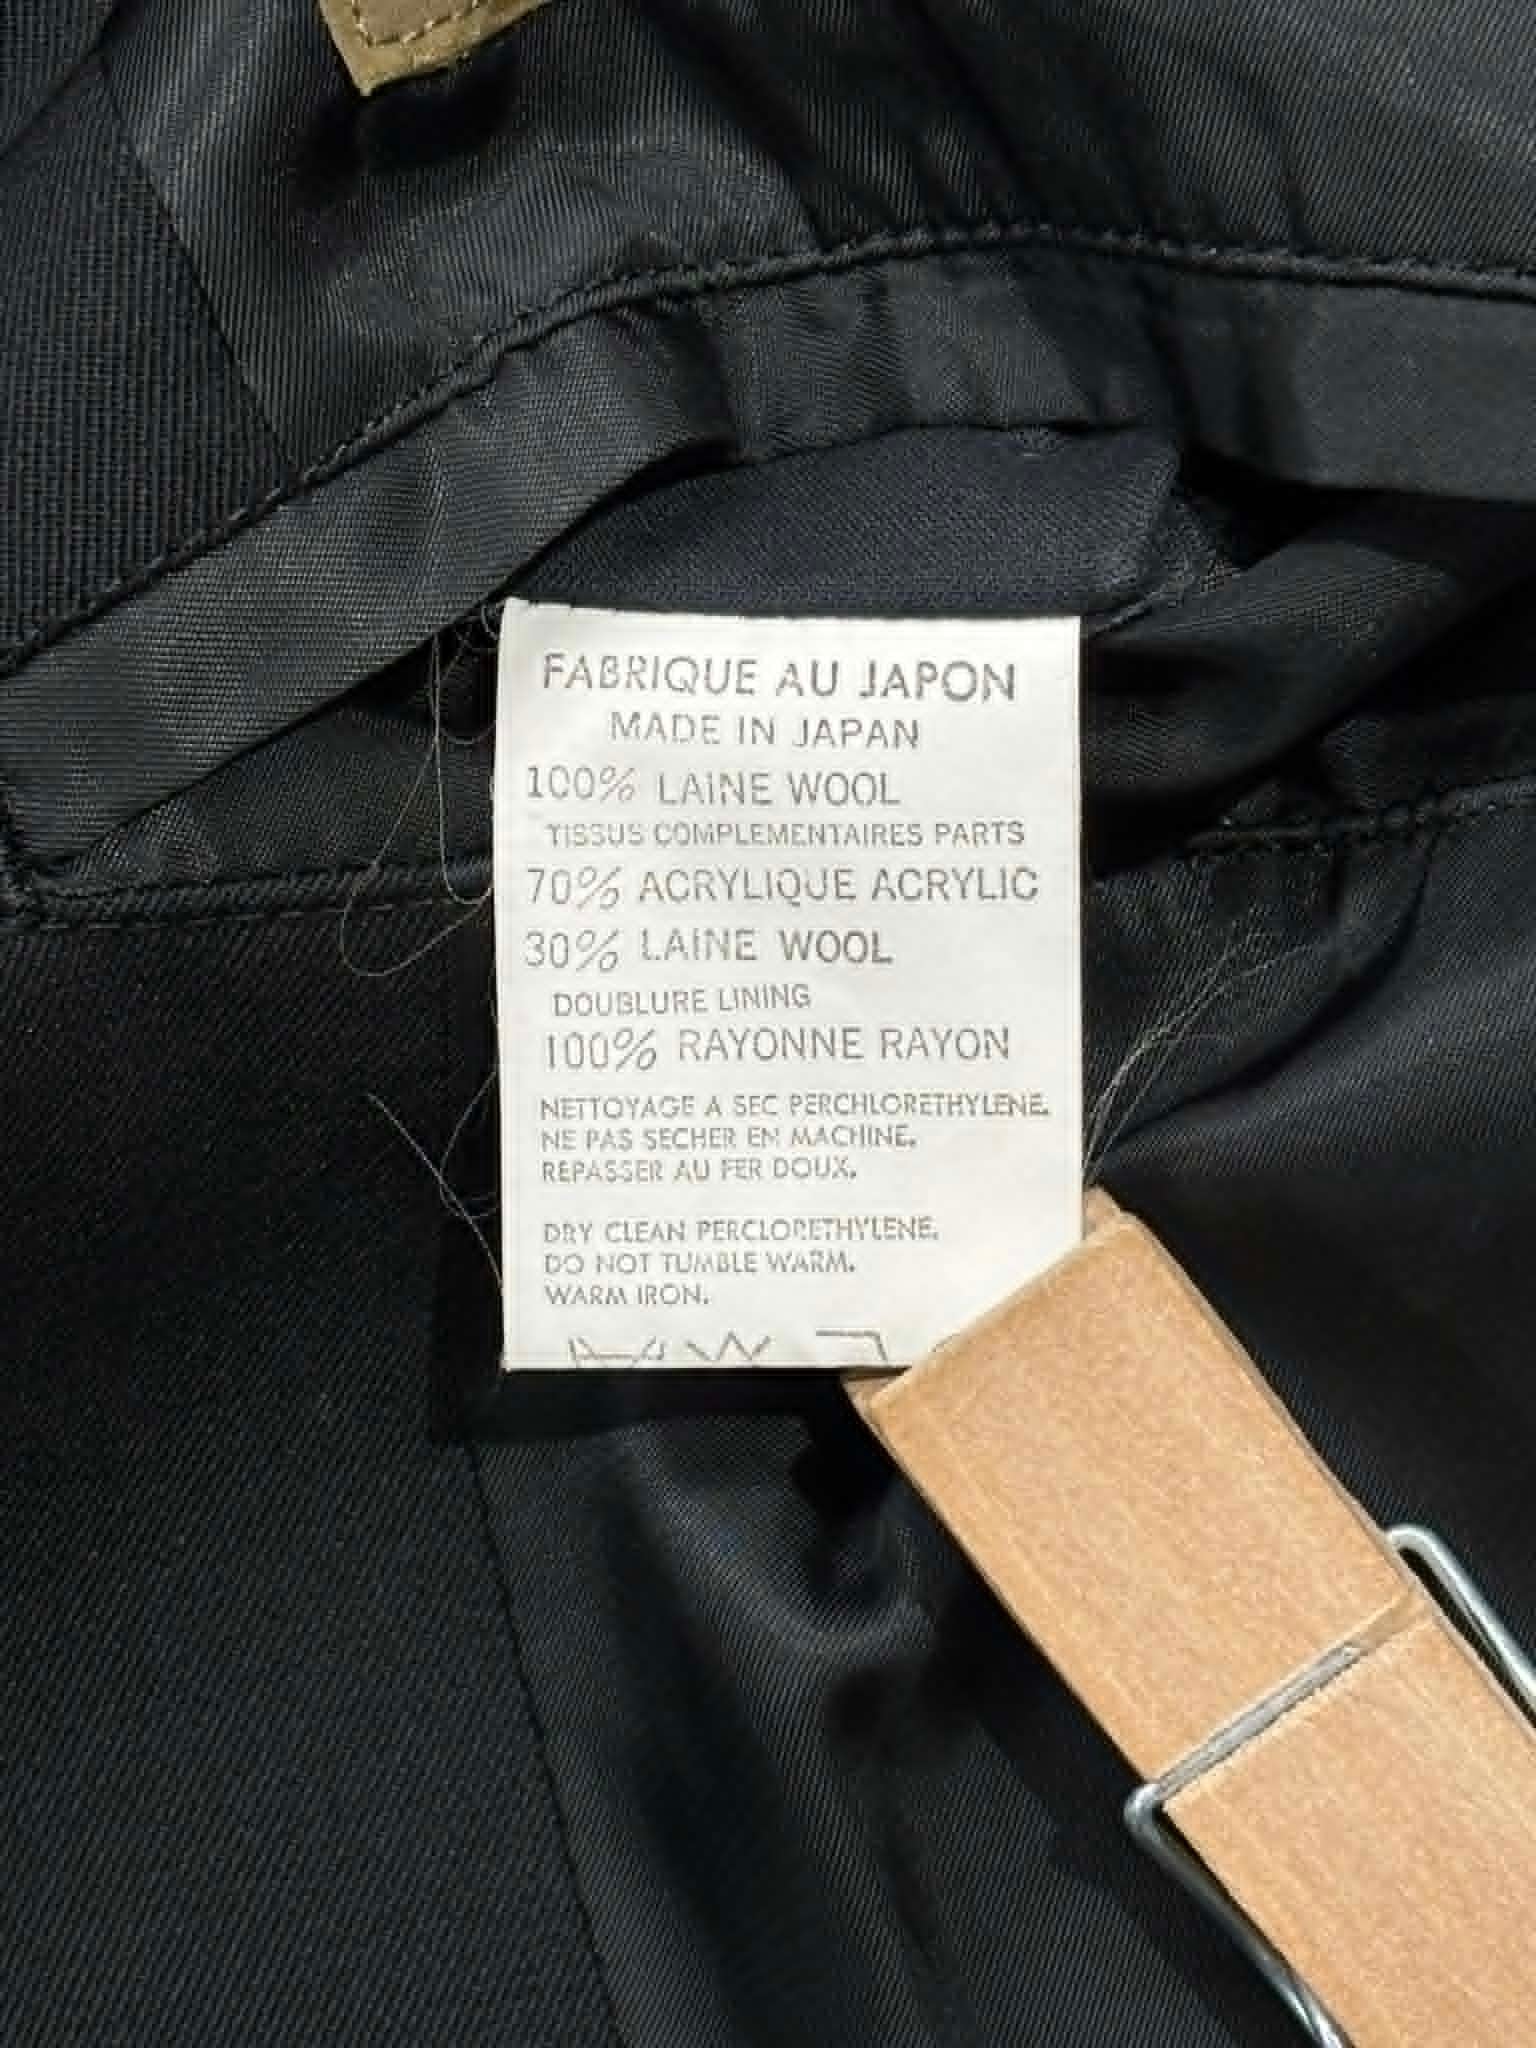 FABRIQUE AU JAPON
MADE IN JAPAN
100% LAINE WOOL
TISSUS COMPLEMENTAIRES PARTS
70% ACRYLIQUE ACRYLIC
30% LAINE WOOL
DOUBLURE LINING
100% RAYONNE RAYON
NETTOYAGE A SEC PERCHLORETHYLENE.
NE PAS SECHER EN MACHINE.
REPASSER AU FER DOUX.
DRY CLEAN PERCLORETHYLENE.
DO NOT TUMBLE WARM.
WARM IRON.